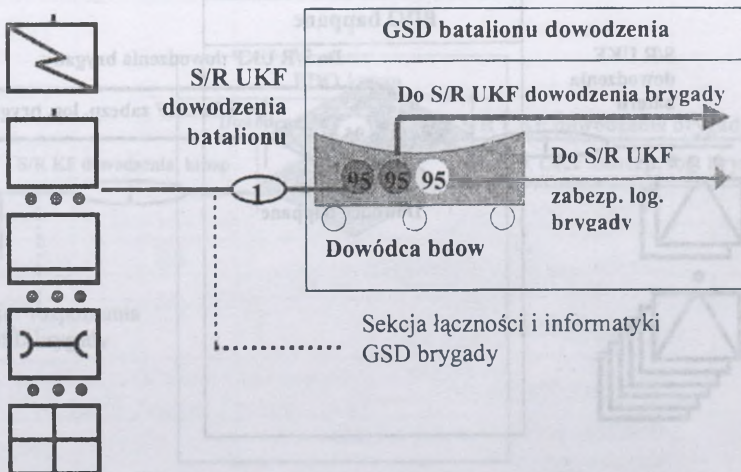 GSD batalionu dowodzenia
S/R UKF
dowodzenia
batalionu
Do S/R UKF dowodzenia brygady
1
95 95 95
Do S/R UKF
zabezp. log.
brygady
Dowódca bdow
Sekcja łączności i informatyki
GSD brygady